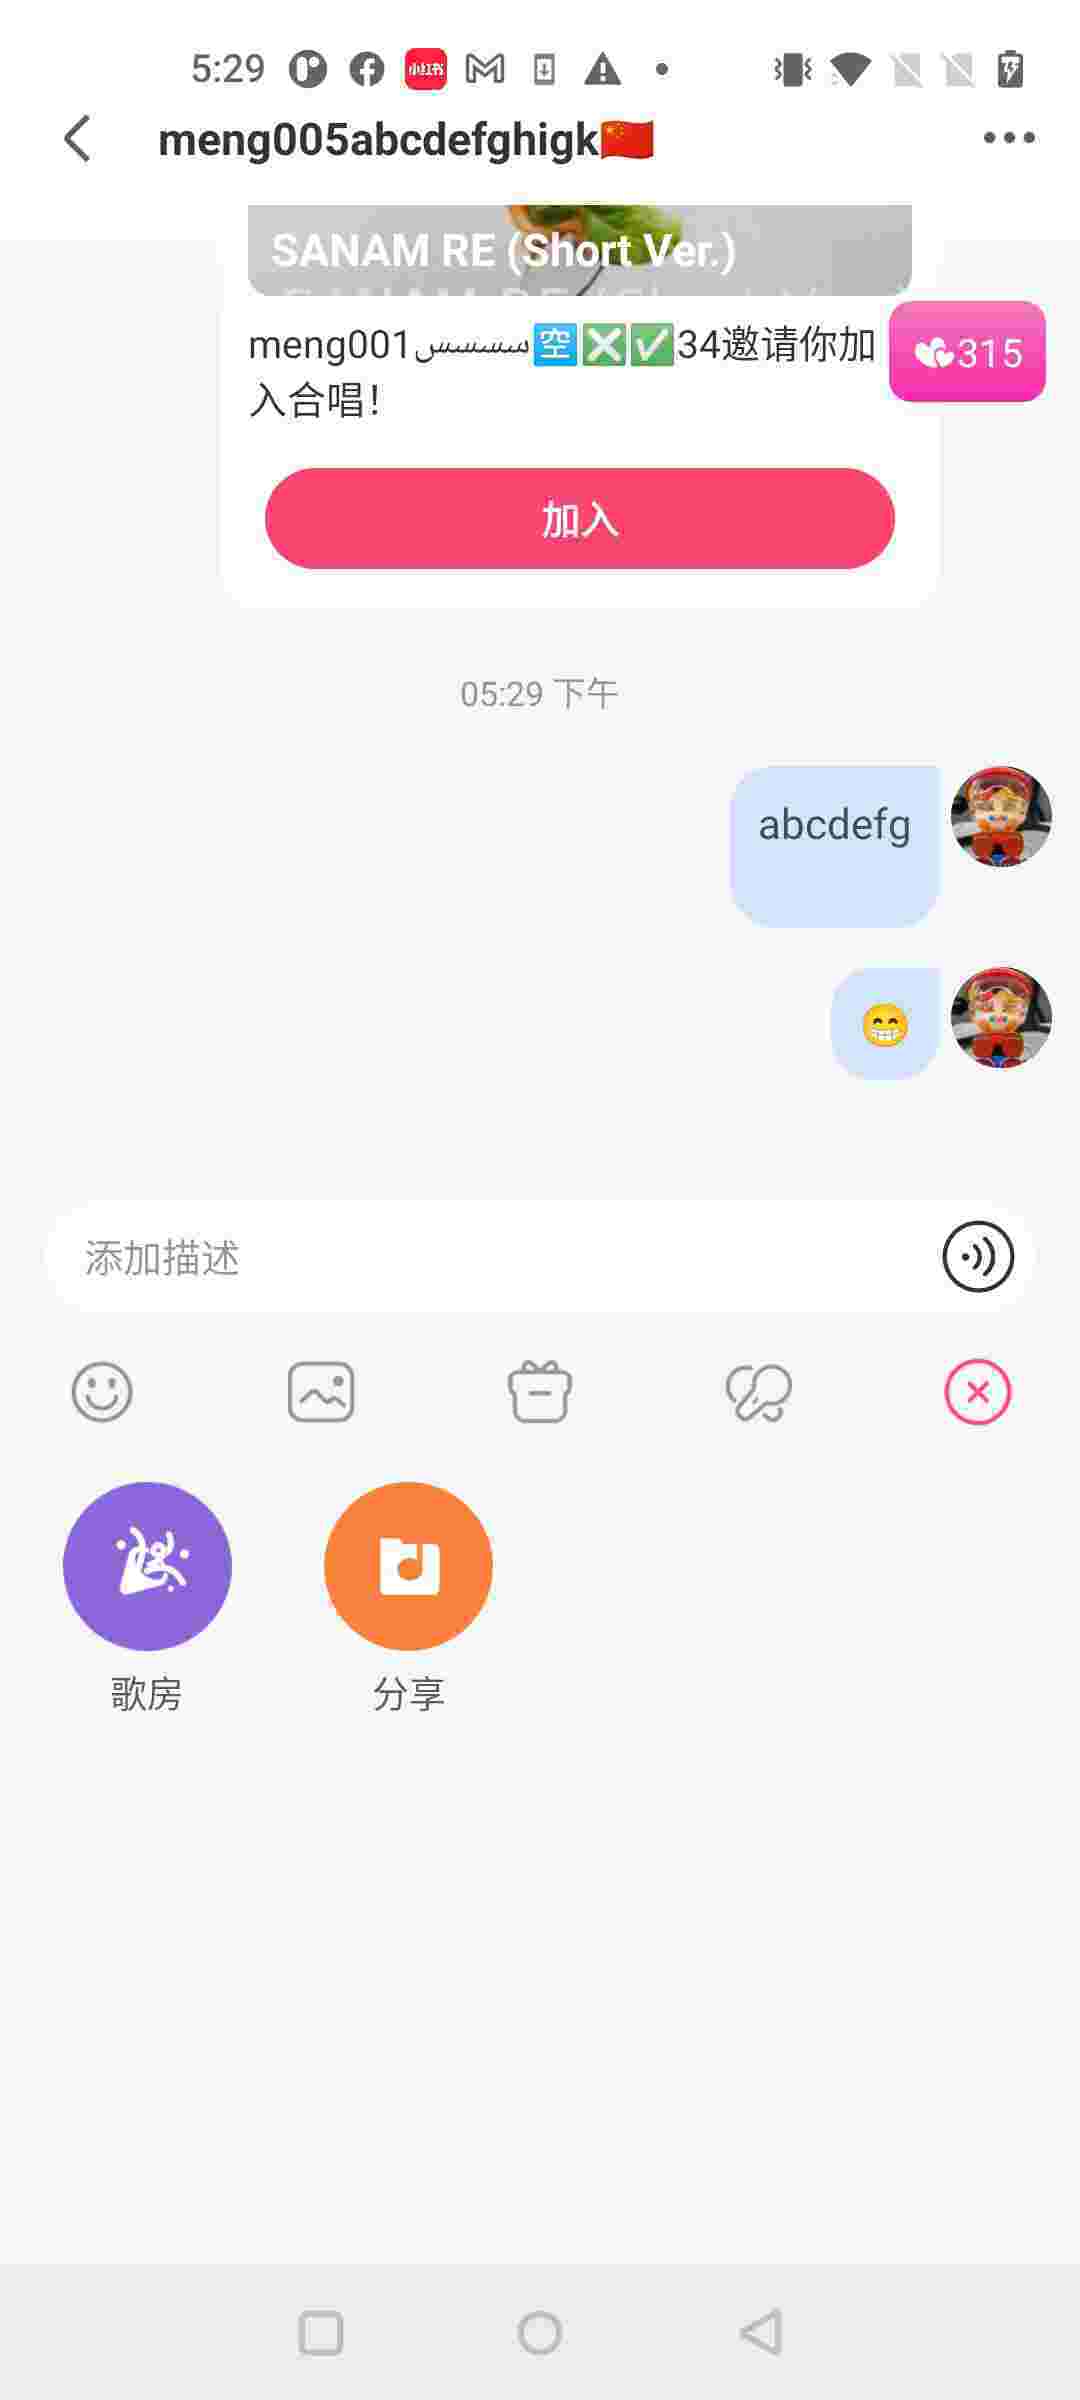 5:29
小红书
meng005abcdefghigk🇨🇳
SANAM RE (Short Ver.)
meng001سسسسس🈳❎✅34邀请你加
入合唱！
315
加入
05:29 下午
abcdefg
😁
添加描述
歌房
分享